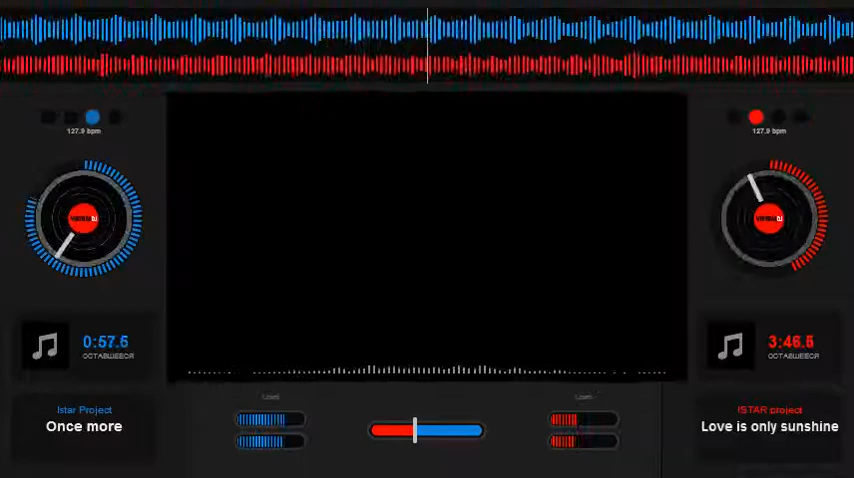 127.9 bpm
127.9 bpm
0:57.6
ОСТАВШЕЕСЯ
3:46.6
ОСТАВШЕЕСЯ
Istar Project
Once more
ISTAR project
Love is only sunshine